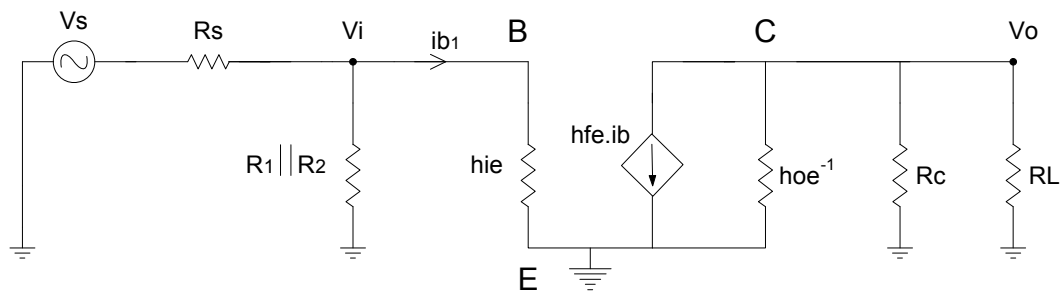 Vs
Rs
Vi
ib1
B
C
Vo
R1 || R2
hie
hfe.ib
hoe⁻¹
Rc
RL
E